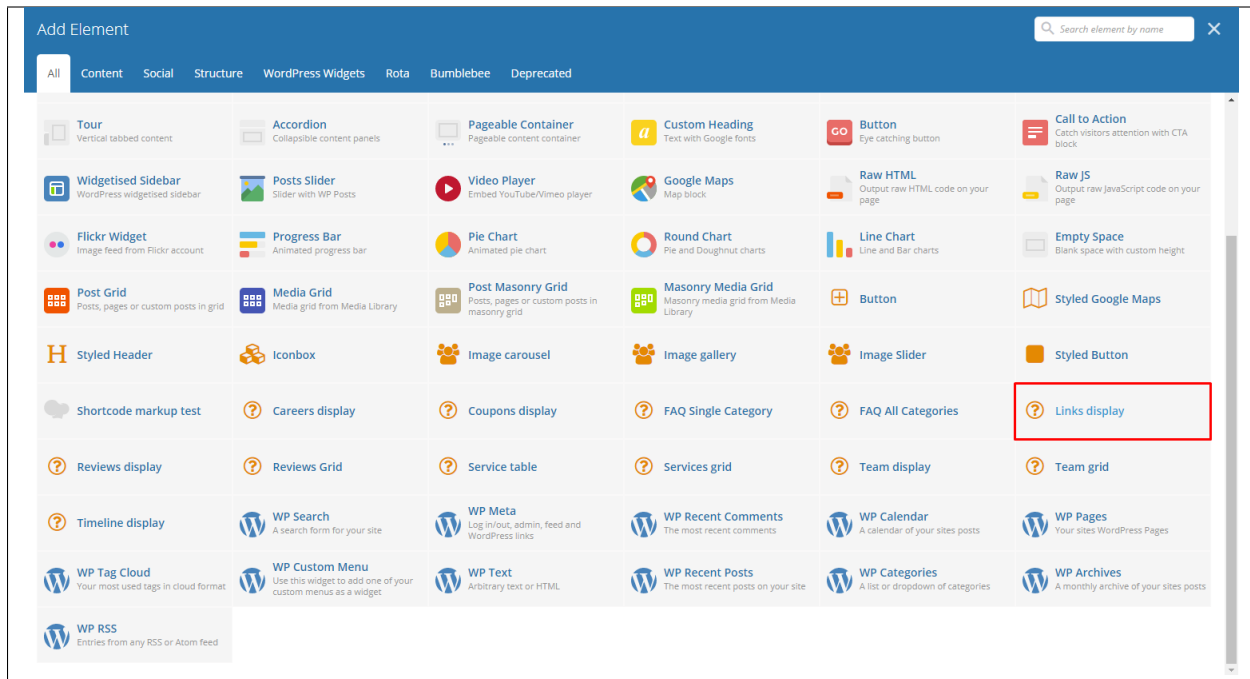 Add Element
Search element by name
All Content Social Structure WordPress Widgets Rota Bumblebee Deprecated
Tour
Vertical tabbed content
Accordion
Collapsible content panels
Pageable Container
Pageable content container
Custom Heading
Text with Google fonts
Button
Eye catching button
Call to Action
Catch visitors attention with CTA
block
Widgetised Sidebar
WordPress widgetised sidebar
Posts Slider
Slider with WP Posts
Video Player
Embed YouTube/Vimeo player
Google Maps
Map block
Raw HTML
Output raw HTML code on your
page
Raw JS
Output raw JavaScript code on your
page
Flickr Widget
Image feed from Flickr account
Progress Bar
Animated progress bar
Pie Chart
Animated pie chart
Round Chart
Pie and Doughnut charts
Line Chart
Line and Bar charts
Empty Space
Blank space with custom height
Post Grid
Posts, pages or custom posts in grid
Media Grid
Media grid from Media Library
Post Masonry Grid
Posts, pages or custom posts in
masonry grid
Masonry Media Grid
Masonry media grid from Media
Library
Button
Styled Google Maps
H Styled Header
Iconbox
Image carousel
Image gallery
Image Slider
Styled Button
Shortcode markup test
Careers display
Coupons display
FAQ Single Category
FAQ All Categories
Links display
Reviews display
Reviews Grid
Service table
Services grid
Team display
Team grid
Timeline display
WP Search
A search form for your site
WP Meta
Log in/out, admin, feed and
WordPress links
WP Recent Comments
The most recent comments
WP Calendar
A calendar of your sites posts
WP Pages
Your sites WordPress Pages
WP Tag Cloud
Your most used tags in cloud format
WP Custom Menu
Use this widget to add one of your
custom menus as a widget
WP Text
Arbitrary text or HTML
WP Recent Posts
The most recent posts on your site
WP Categories
A list or dropdown of categories
WP Archives
A monthly archive of your sites posts
WP RSS
Entries from any RSS or Atom feed